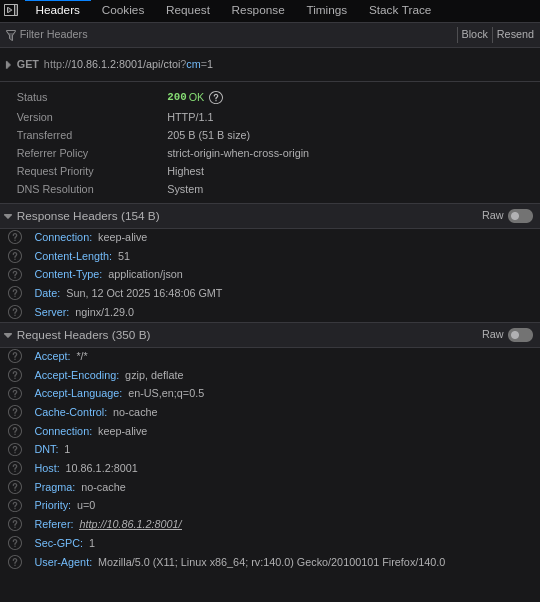 Headers Cookies Request Response Timings Stack Trace
Filter Headers Block Resend
GET http://10.86.1.2:8001/api/ctoi?cm=1
Status 200 OK ?
Version HTTP/1.1
Transferred 205 B (51 B size)
Referrer Policy strict-origin-when-cross-origin
Request Priority Highest
DNS Resolution System
Response Headers (154 B) Raw
? Connection: keep-alive
? Content-Length: 51
? Content-Type: application/json
? Date: Sun, 12 Oct 2025 16:48:06 GMT
? Server: nginx/1.29.0
Request Headers (350 B) Raw
? Accept: */*
? Accept-Encoding: gzip, deflate
? Accept-Language: en-US,en;q=0.5
? Cache-Control: no-cache
? Connection: keep-alive
? DNT: 1
? Host: 10.86.1.2:8001
? Pragma: no-cache
? Priority: u=0
? Referer: http://10.86.1.2:8001/
? Sec-GPC: 1
? User-Agent: Mozilla/5.0 (X11; Linux x86_64; rv:140.0) Gecko/20100101 Firefox/140.0